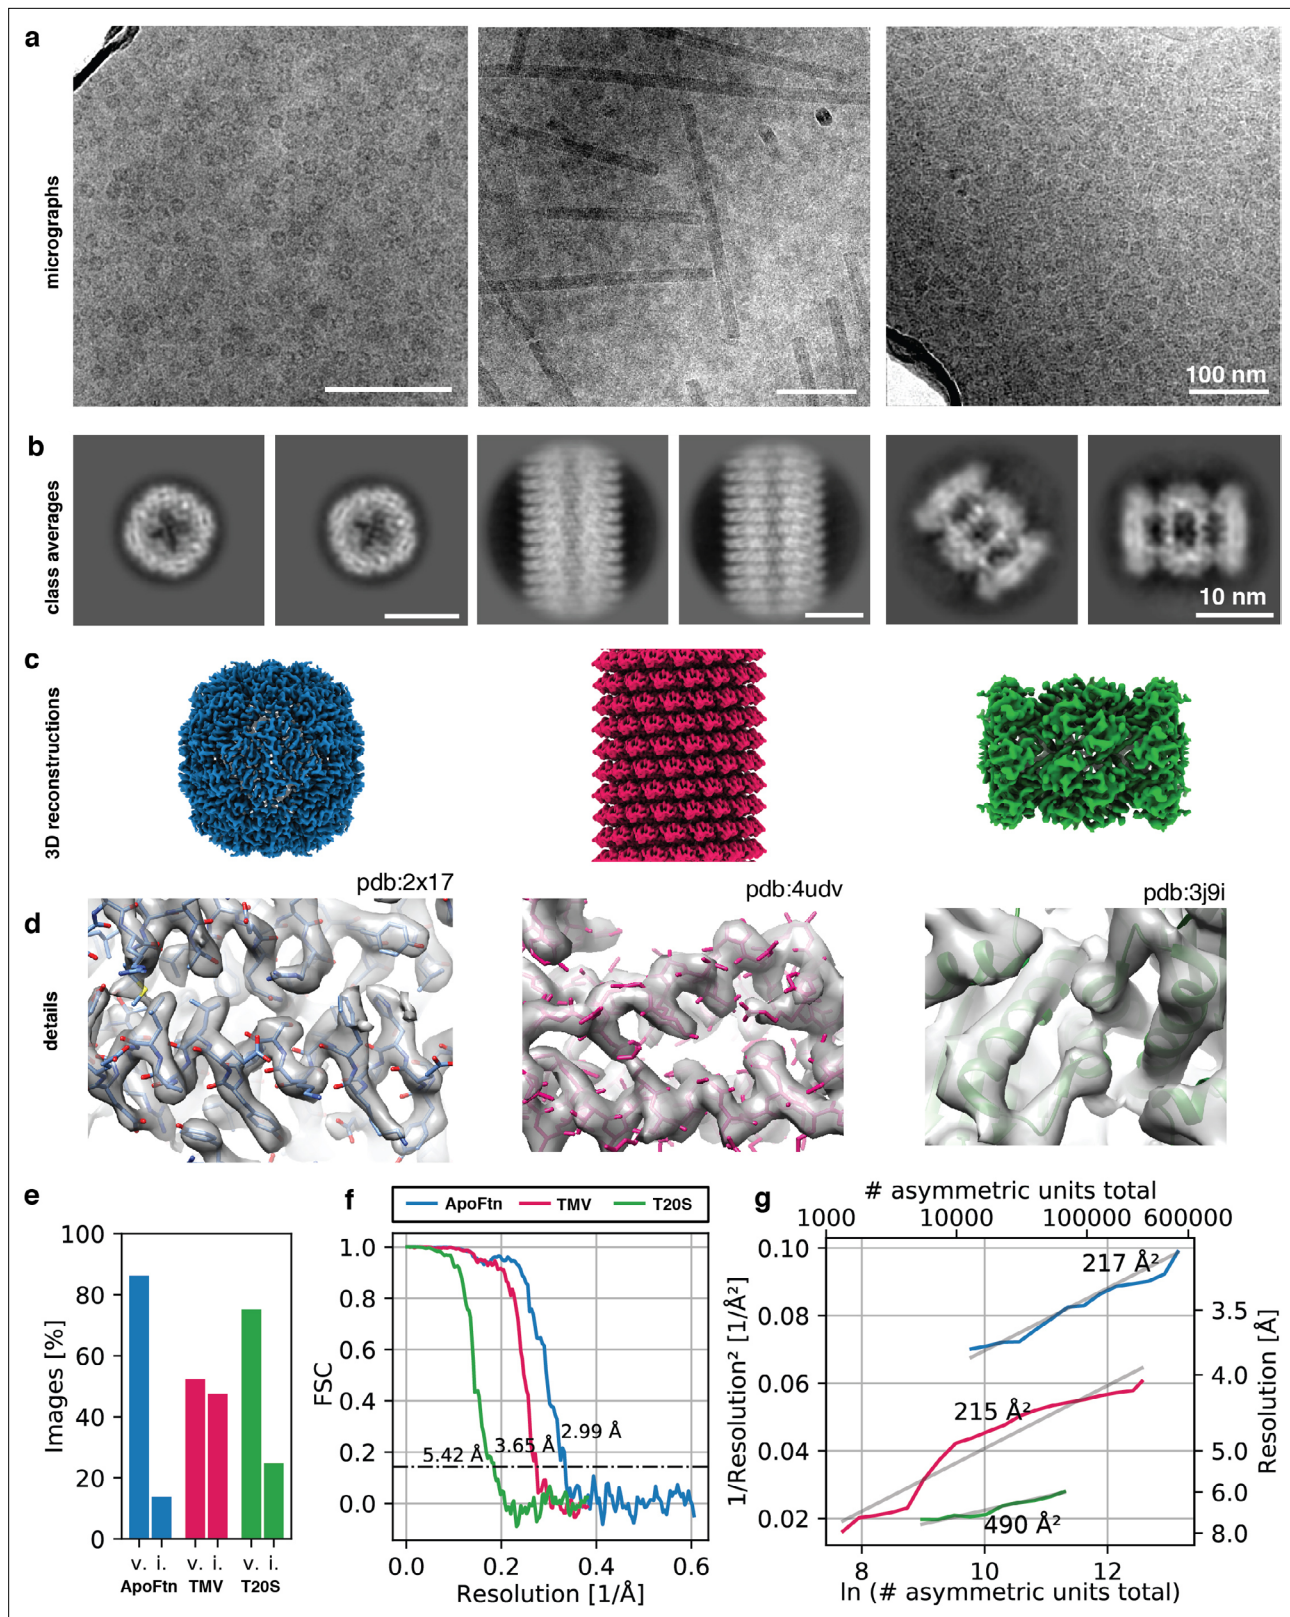 a
micrographs
100 nm
b
class averages
10 nm
c
3D reconstructions
pdb:2x17
pdb:4udv
pdb:3j9i
d
details
e
Images [%]
100
80
60
40
20
0
v. i. v. i. v. i.
ApoFtn TMV T20S
f
ApoFtn TMV T20S
FSC
1.0
0.8
0.6
0.4
0.2
0.0
5.42 Å 3.65 Å 2.99 Å
0.0 0.2 0.4 0.6
Resolution [1/Å]
g
# asymmetric units total
1000 10000 100000 600000
1/Resolution² [1/Å²]
0.10
0.08
0.06
0.04
0.02
217 Å²
215 Å²
490 Å²
3.5
4.0
5.0
6.0
8.0
Resolution [Å]
8 10 12
ln (# asymmetric units total)